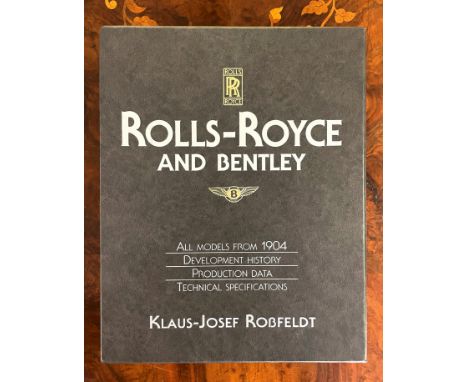 ROLLS
RR
ROYCE
ROLLS-ROYCE
AND BENTLEY
B
ALL MODELS FROM 1904
DEVELOPMENT HISTORY
PRODUCTION DATA
TECHNICAL SPECIFICATIONS
KLAUS-JOSEF ROßFELDT